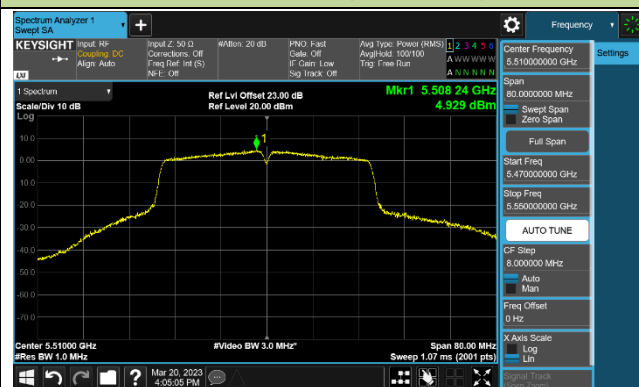 Spectrum Analyzer 1
Swept SA
Frequency
KEYSIGHT
Input: RF
Coupling: DC
Align: Auto
Input Z: 50 Ω
Corrections: Off
Freq Ref: Int (S)
NFE: Off
#Atten: 20 dB
PNO: Fast
Gate: Off
IF Gain: Low
Sig Track: Off
Avg Type: Power (RMS)
Avg|Hold: 100/100
Trig: Free Run
1 2 3 4 5 6
A W W W W W
A N N N N N
LXI
Center Frequency
5.510000000 GHz
Settings
Span
80.0000000 MHz
Swept Span
Zero Span
Full Span
Start Freq
5.470000000 GHz
Stop Freq
5.550000000 GHz
AUTO TUNE
CF Step
8.000000 MHz
Auto
Man
Freq Offset
0 Hz
X Axis Scale
Log
Lin
Signal Track
(Span Zoom)
1 Spectrum
Scale/Div 10 dB
Log
Ref Lvl Offset 23.00 dB
Ref Level 20.00 dBm
Mkr1 5.508 24 GHz
4.929 dBm
1
10.0
0.00
-10.0
-20.0
-30.0
-40.0
-50.0
-60.0
-70.0
Center 5.51000 GHz
#Res BW 1.0 MHz
#Video BW 3.0 MHz*
Span 80.00 MHz
Sweep 1.07 ms (2001 pts)
?
Mar 20, 2023
4:05:05 PM